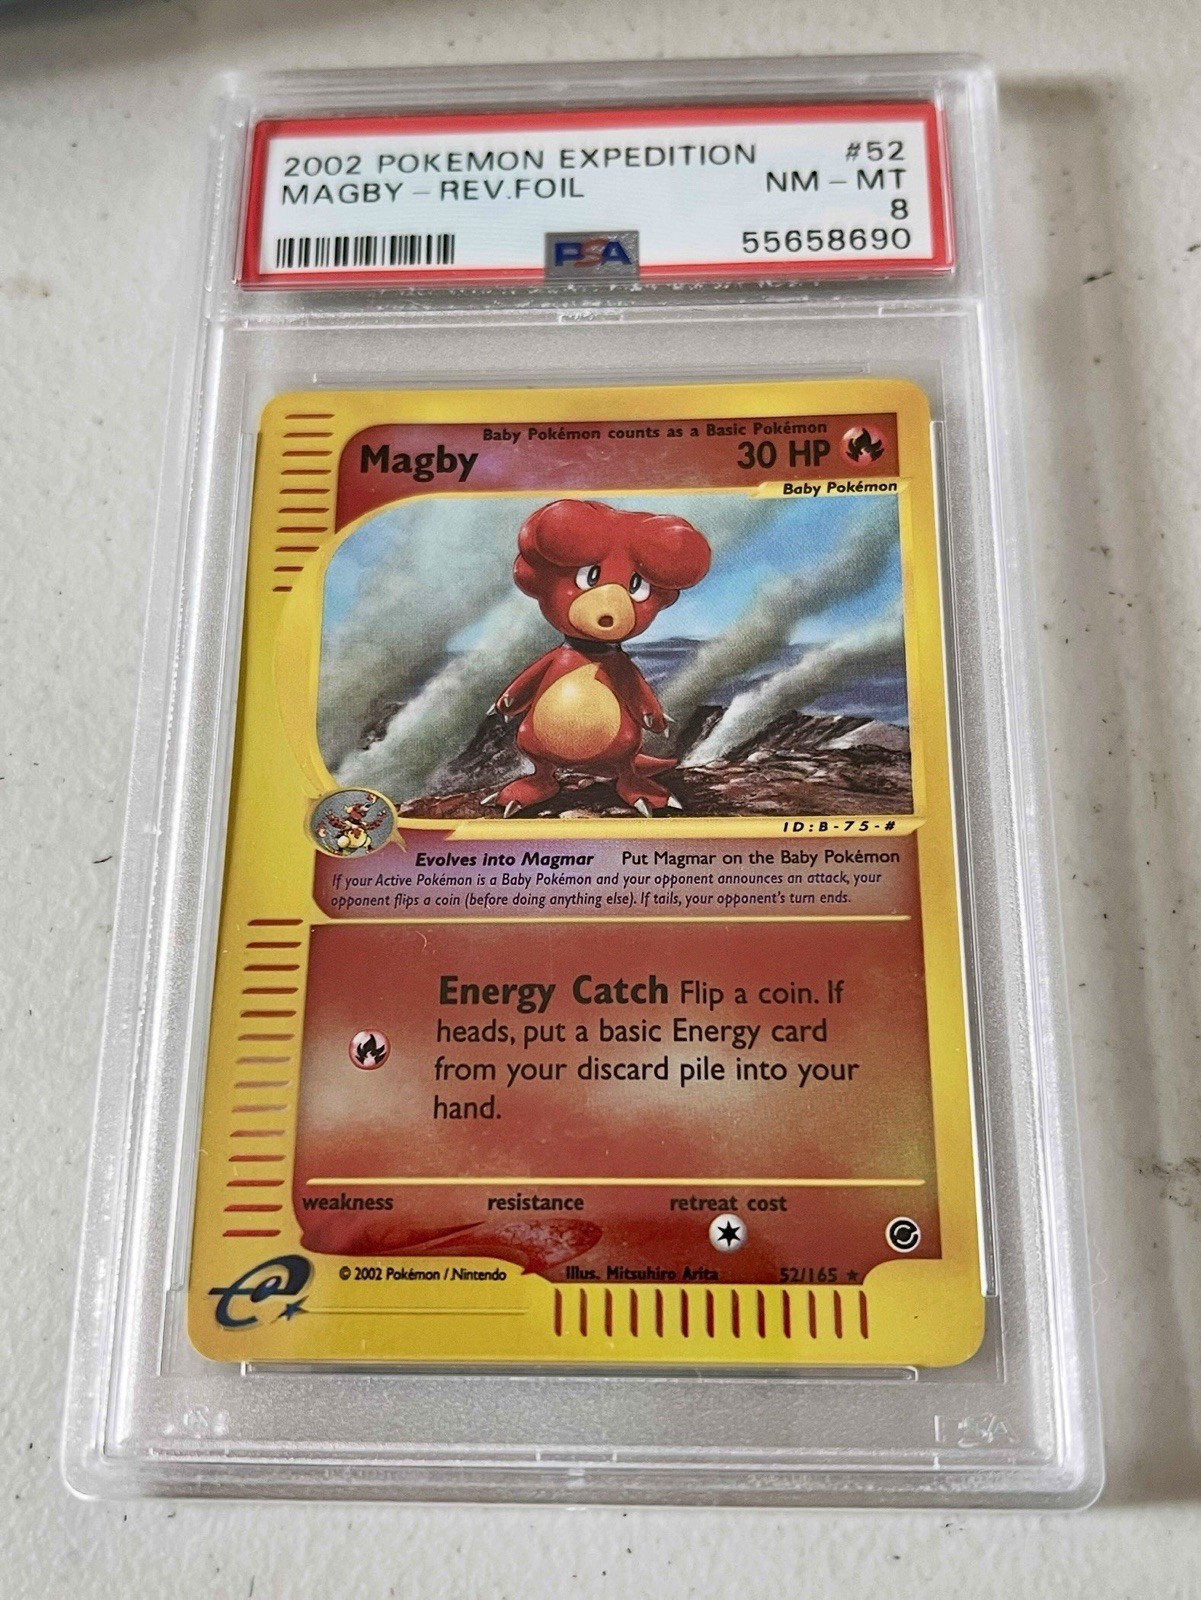 2002 POKEMON EXPEDITION #52
MAGBY - REV.FOIL NM - MT
8
PSA 55658690
Baby Pokémon counts as a Basic Pokémon
Magby 30 HP
Baby Pokémon
ID:B-75-#
Evolves into Magmar Put Magmar on the Baby Pokémon
If your Active Pokémon is a Baby Pokémon and your opponent announces an attack, your
opponent flips a coin (before doing anything else). If tails, your opponent's turn ends.
Energy Catch Flip a coin. If
heads, put a basic Energy card
from your discard pile into your
hand.
weakness resistance retreat cost
© 2002 Pokémon / Nintendo Illus. Mitsuhiro Arita 52/165 ★
e
PSA